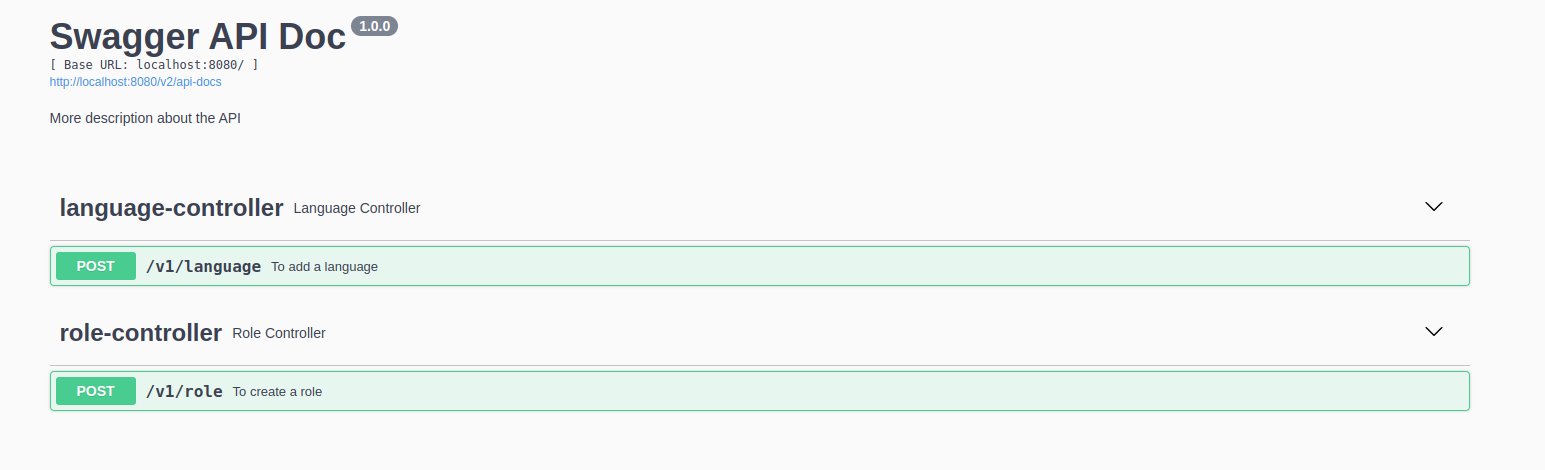 Swagger API Doc 1.0.0
[ Base URL: localhost:8080/ ]
http://localhost:8080/v2/api-docs
More description about the API
language-controller Language Controller
POST /v1/language To add a language
role-controller Role Controller
POST /v1/role To create a role